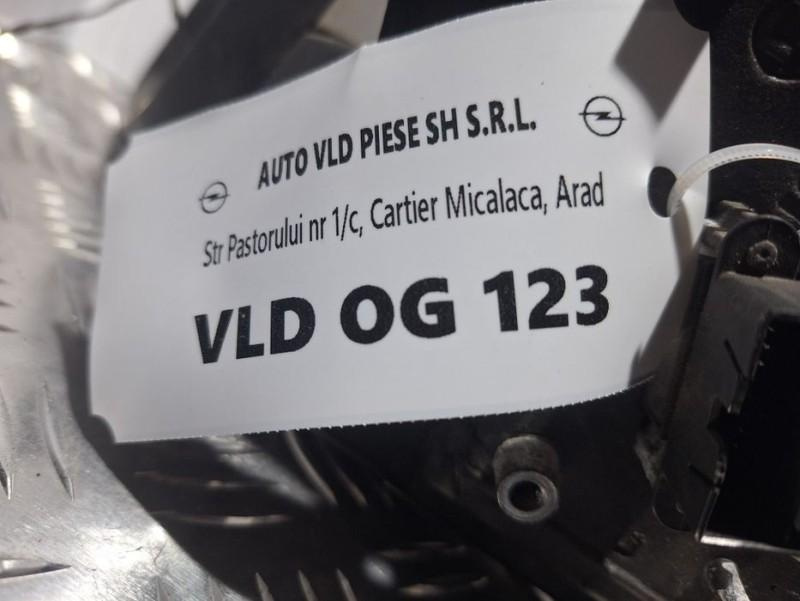 AUTO VLD PIESE SH S.R.L.
Str Pastorului nr 1/c, Cartier Micalaca, Arad
VLD OG 123